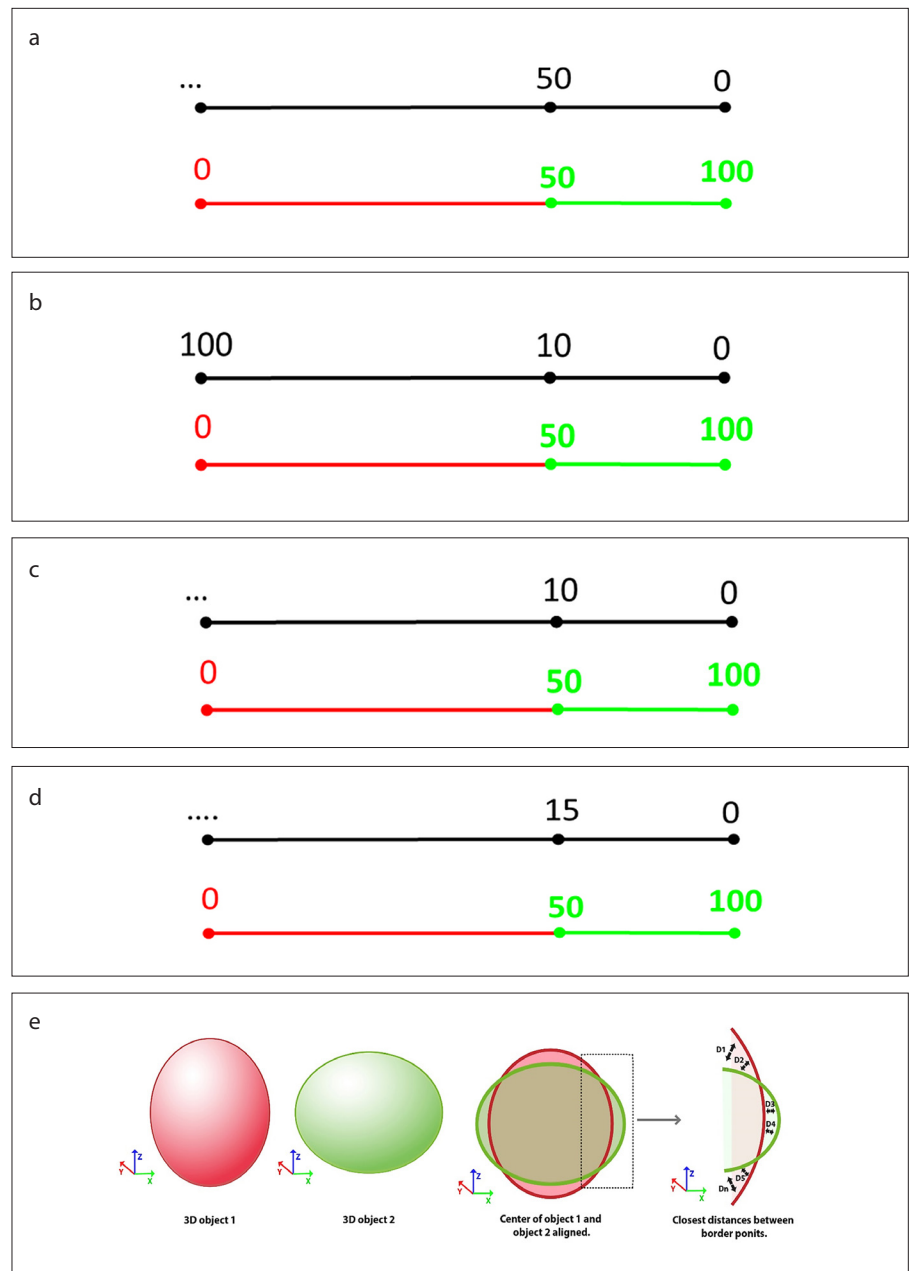 a
... 50 0
0 50 100
b
100 10 0
0 50 100
c
... 10 0
0 50 100
d
.... 15 0
0 50 100
e
D1
D2
D3
D4
D5
Dn
Z
Y
X
Z
Y
X
Z
Y
X
Z
Y
X
3D object 1
3D object 2
Center of object 1 and
object 2 aligned.
Closest distances between
border ponits.